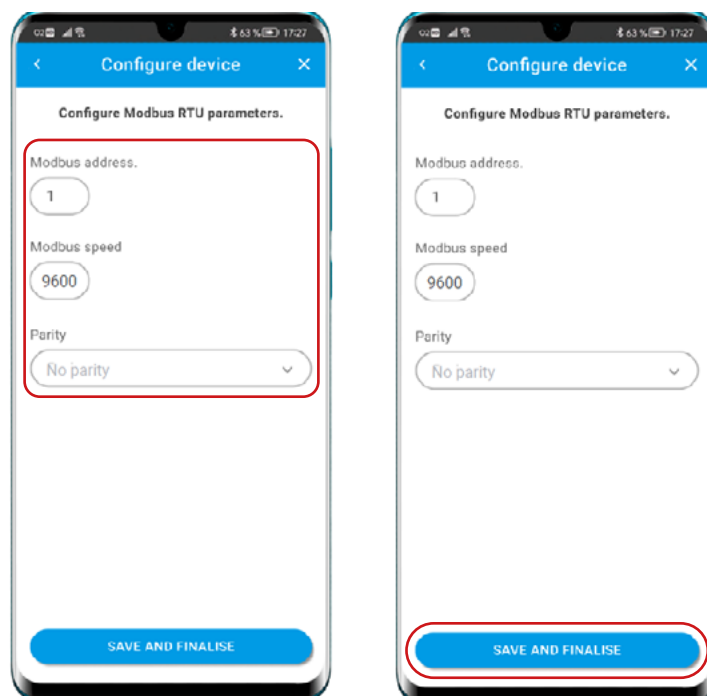 63 % 17:27
Configure device
Configure Modbus RTU parameters.
Modbus address.
1
Modbus speed
9600
Parity
No parity
SAVE AND FINALISE
63 % 17:27
Configure device
Configure Modbus RTU parameters.
Modbus address.
1
Modbus speed
9600
Parity
No parity
SAVE AND FINALISE